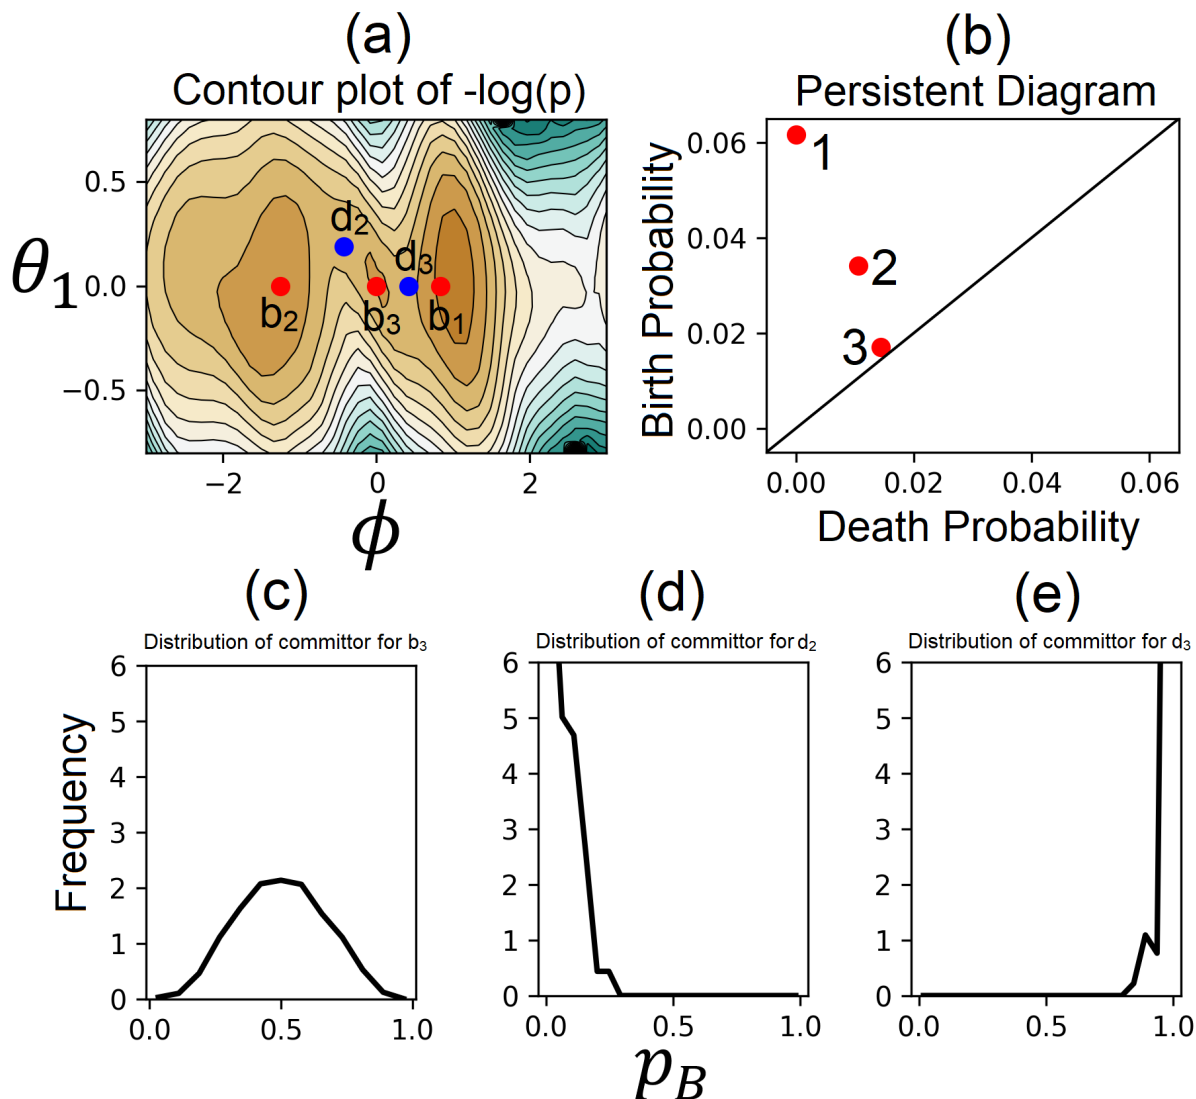 (a)
Contour plot of -log(p)
θ₁
0.5
0.0
−0.5
d₂
d₃
b₂
b₃
b₁
−2
0
2
ϕ
(b)
Persistent Diagram
Birth Probability
0.06
0.04
0.02
0.00
1
2
3
0.00
0.02
0.04
0.06
Death Probability
(c)
Distribution of committor for b₃
Frequency
6
5
4
3
2
1
0
0.0
0.5
1.0
(d)
Distribution of committor for d₂
6
5
4
3
2
1
0
0.0
0.5
1.0
p_B
(e)
Distribution of committor for d₃
6
5
4
3
2
1
0
0.0
0.5
1.0